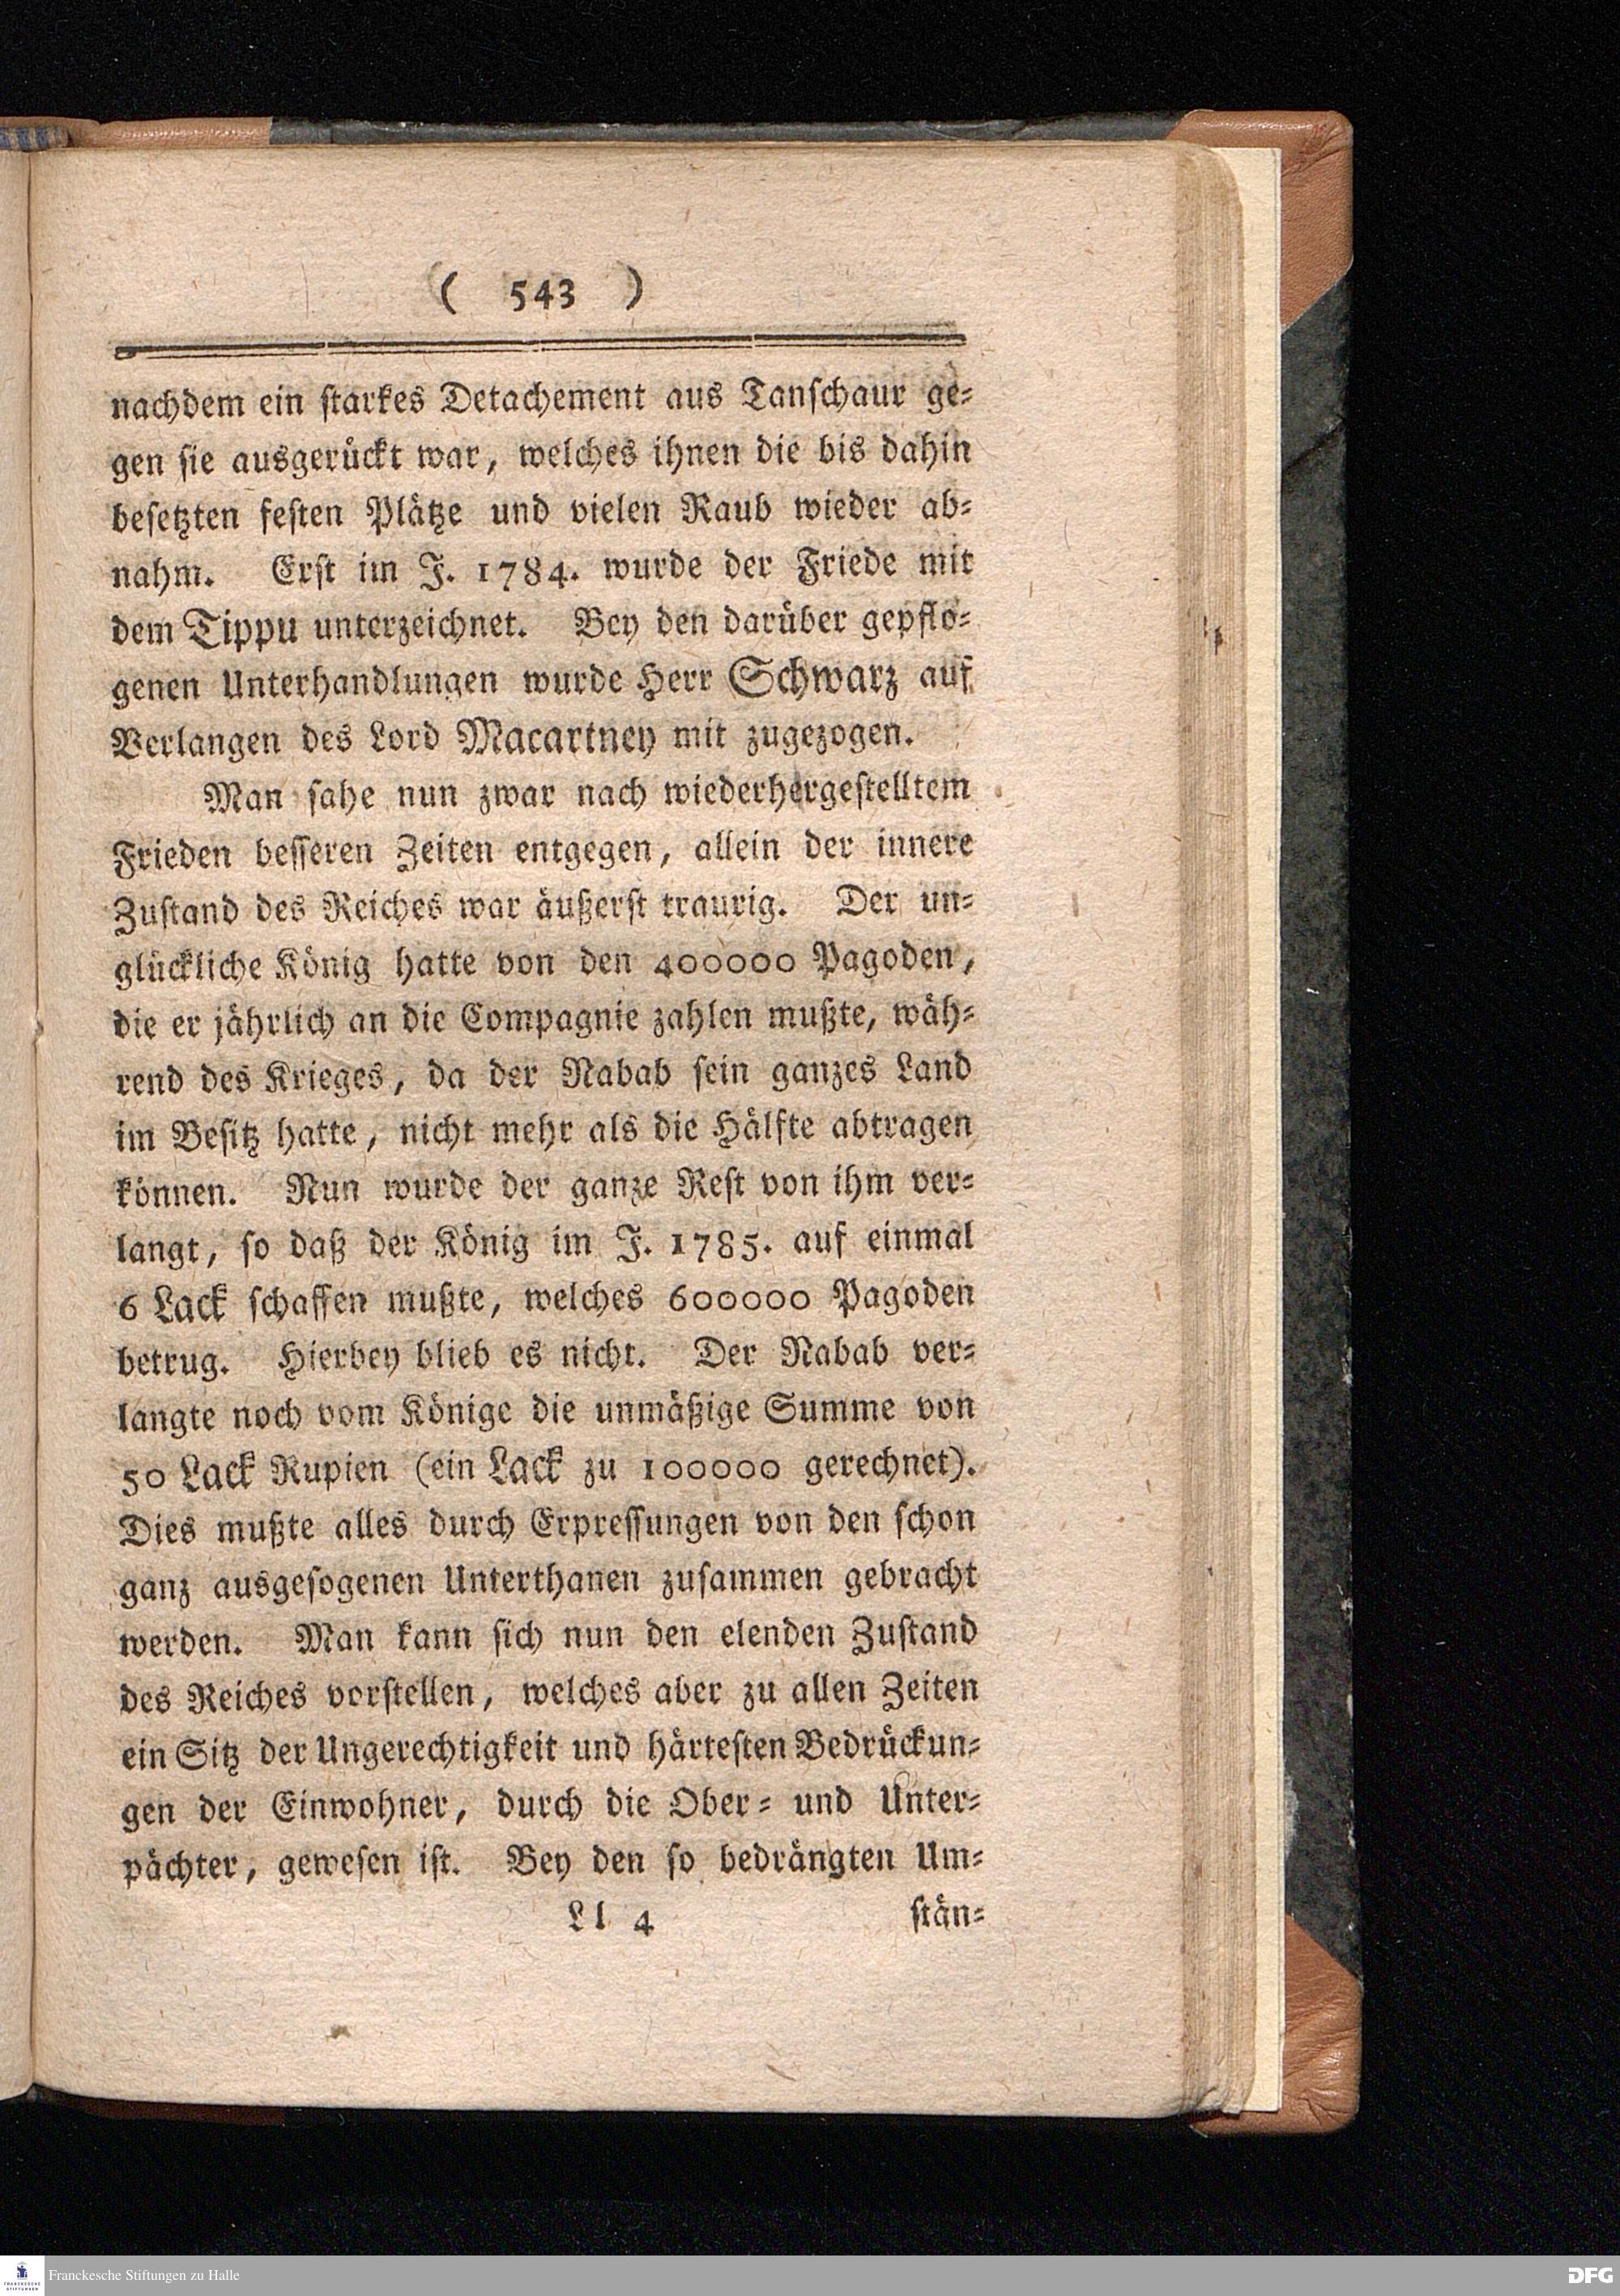 ( 543 )
nachdem ein starkes Detachement aus Tanschaur ge-
gen sie ausgerückt war, welches ihnen die bis dahin
besetzten festen Plätze und vielen Raub wieder ab-
nahm. Erst im J. 1784. wurde der Friede mit
dem Tippu unterzeichnet. Bey den darüber gepflo-
genen Unterhandlungen wurde Herr Schwarz auf
Verlangen des Lord Macartney mit zugezogen.
Man sahe nun zwar nach wiederhergestelltem
Frieden besseren Zeiten entgegen, allein der innere
Zustand des Reiches war äußerst traurig. Der un-
glückliche König hatte von den 400000 Pagoden,
die er jährlich an die Compagnie zahlen mußte, wäh-
rend des Krieges, da der Nabab sein ganzes Land
im Besitz hatte, nicht mehr als die Hälfte abtragen
können. Nun wurde der ganze Rest von ihm ver-
langt, so daß der König im J. 1785. auf einmal
6 Lack schaffen mußte, welches 600000 Pagoden
betrug. Hierbey blieb es nicht. Der Nabab ver-
langte noch vom Könige die unmäßige Summe von
50 Lack Rupien (ein Lack zu 100000 gerechnet).
Dies mußte alles durch Erpressungen von den schon
ganz ausgesogenen Unterthanen zusammen gebracht
werden. Man kann sich nun den elenden Zustand
des Reiches vorstellen, welches aber zu allen Zeiten
ein Sitz der Ungerechtigkeit und härtesten Bedrückun-
gen der Einwohner, durch die Ober- und Unter-
pächter, gewesen ist. Bey den so bedrängten Um-
Ll 4 stän-
FRANCKESCHE STIFTUNGEN
Franckesche Stiftungen zu Halle
DFG